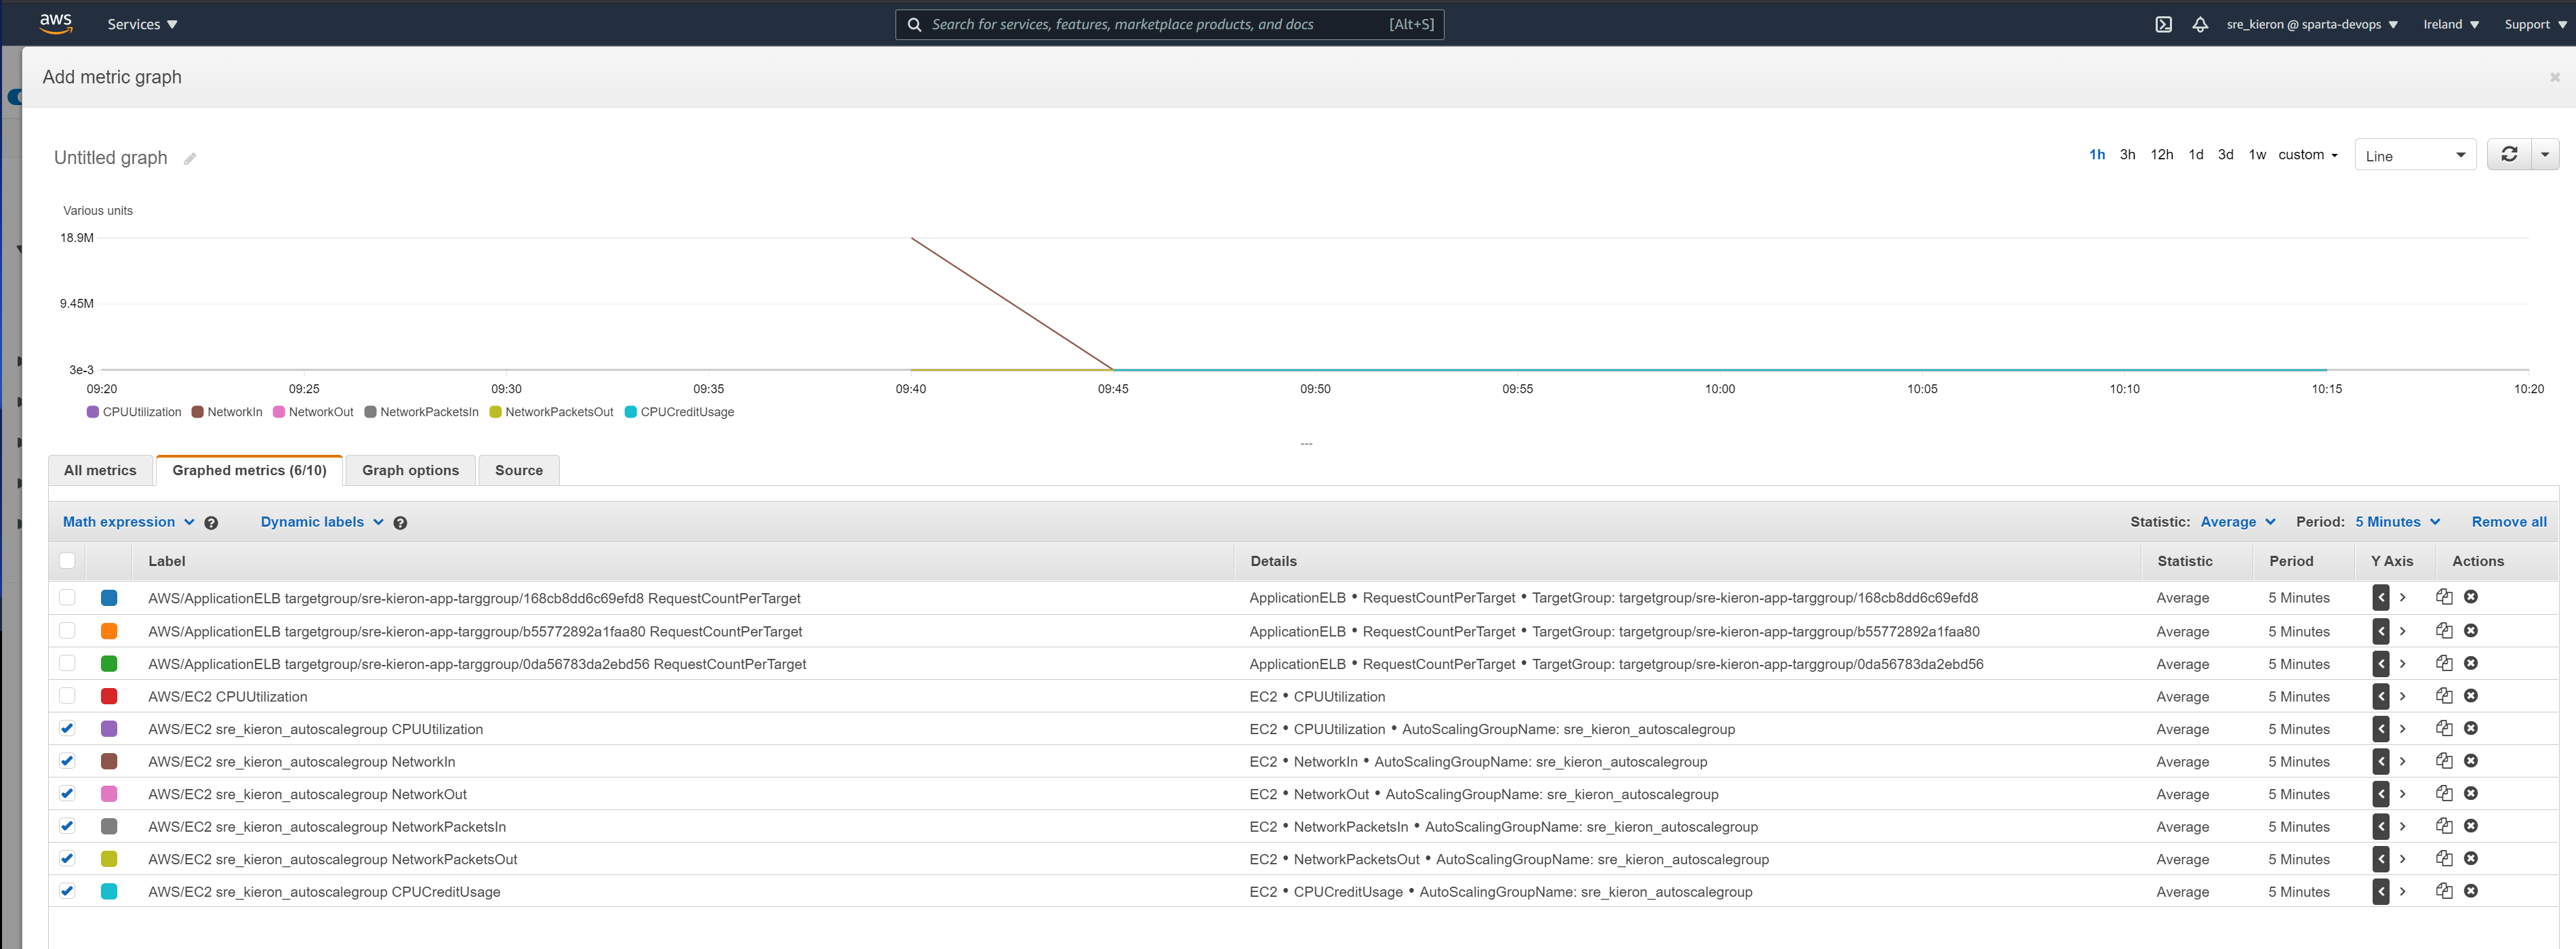 aws Services Search for services, features, marketplace products, and docs [Alt+S] sre_kieron @ sparta-devops Ireland Support
Add metric graph
Untitled graph 1h 3h 12h 1d 3d 1w custom Line
Various units
18.9M
9.45M
3e-3
09:20 09:25 09:30 09:35 09:40 09:45 09:50 09:55 10:00 10:05 10:10 10:15 10:20
CPUUtilization NetworkIn NetworkOut NetworkPacketsIn NetworkPacketsOut CPUCreditUsage
All metrics Graphed metrics (6/10) Graph options Source
Math expression Dynamic labels Statistic: Average Period: 5 Minutes Remove all
Label Details Statistic Period Y Axis Actions
AWS/ApplicationELB targetgroup/sre-kieron-app-targgroup/168cb8dd6c69efd8 RequestCountPerTarget ApplicationELB • RequestCountPerTarget • TargetGroup: targetgroup/sre-kieron-app-targgroup/168cb8dd6c69efd8 Average 5 Minutes
AWS/ApplicationELB targetgroup/sre-kieron-app-targgroup/b55772892a1faa80 RequestCountPerTarget ApplicationELB • RequestCountPerTarget • TargetGroup: targetgroup/sre-kieron-app-targgroup/b55772892a1faa80 Average 5 Minutes
AWS/ApplicationELB targetgroup/sre-kieron-app-targgroup/0da56783da2ebd56 RequestCountPerTarget ApplicationELB • RequestCountPerTarget • TargetGroup: targetgroup/sre-kieron-app-targgroup/0da56783da2ebd56 Average 5 Minutes
AWS/EC2 CPUUtilization EC2 • CPUUtilization Average 5 Minutes
AWS/EC2 sre_kieron_autoscalegroup CPUUtilization EC2 • CPUUtilization • AutoScalingGroupName: sre_kieron_autoscalegroup Average 5 Minutes
AWS/EC2 sre_kieron_autoscalegroup NetworkIn EC2 • NetworkIn • AutoScalingGroupName: sre_kieron_autoscalegroup Average 5 Minutes
AWS/EC2 sre_kieron_autoscalegroup NetworkOut EC2 • NetworkOut • AutoScalingGroupName: sre_kieron_autoscalegroup Average 5 Minutes
AWS/EC2 sre_kieron_autoscalegroup NetworkPacketsIn EC2 • NetworkPacketsIn • AutoScalingGroupName: sre_kieron_autoscalegroup Average 5 Minutes
AWS/EC2 sre_kieron_autoscalegroup NetworkPacketsOut EC2 • NetworkPacketsOut • AutoScalingGroupName: sre_kieron_autoscalegroup Average 5 Minutes
AWS/EC2 sre_kieron_autoscalegroup CPUCreditUsage EC2 • CPUCreditUsage • AutoScalingGroupName: sre_kieron_autoscalegroup Average 5 Minutes